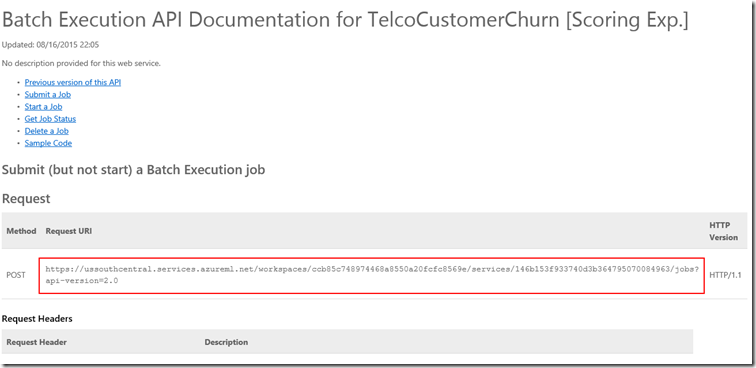 Batch Execution API Documentation for TelcoCustomerChurn [Scoring Exp.]
Updated: 08/16/2015 22:05
No description provided for this web service.
• Previous version of this API
• Submit a Job
• Start a Job
• Get Job Status
• Delete a Job
• Sample Code
Submit (but not start) a Batch Execution job
Request
Method Request URI HTTP Version
POST https://ussouthcentral.services.azureml.net/workspaces/ccb85c748974468a8550a20fcfc8569e/services/146b153f933740d3b364795070084963/jobs?
api-version=2.0 HTTP/1.1
Request Headers
Request Header Description